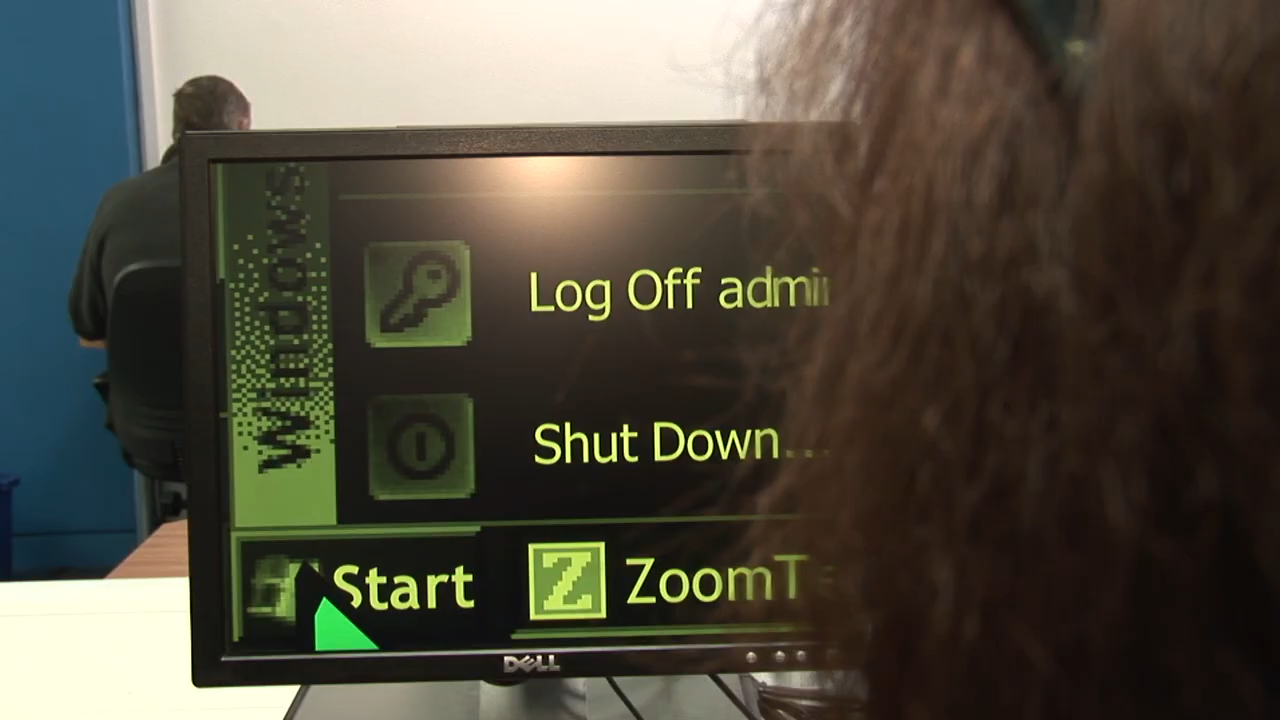 Windows
Log Off admi
Shut Down...
Start
Z ZoomT
DELL